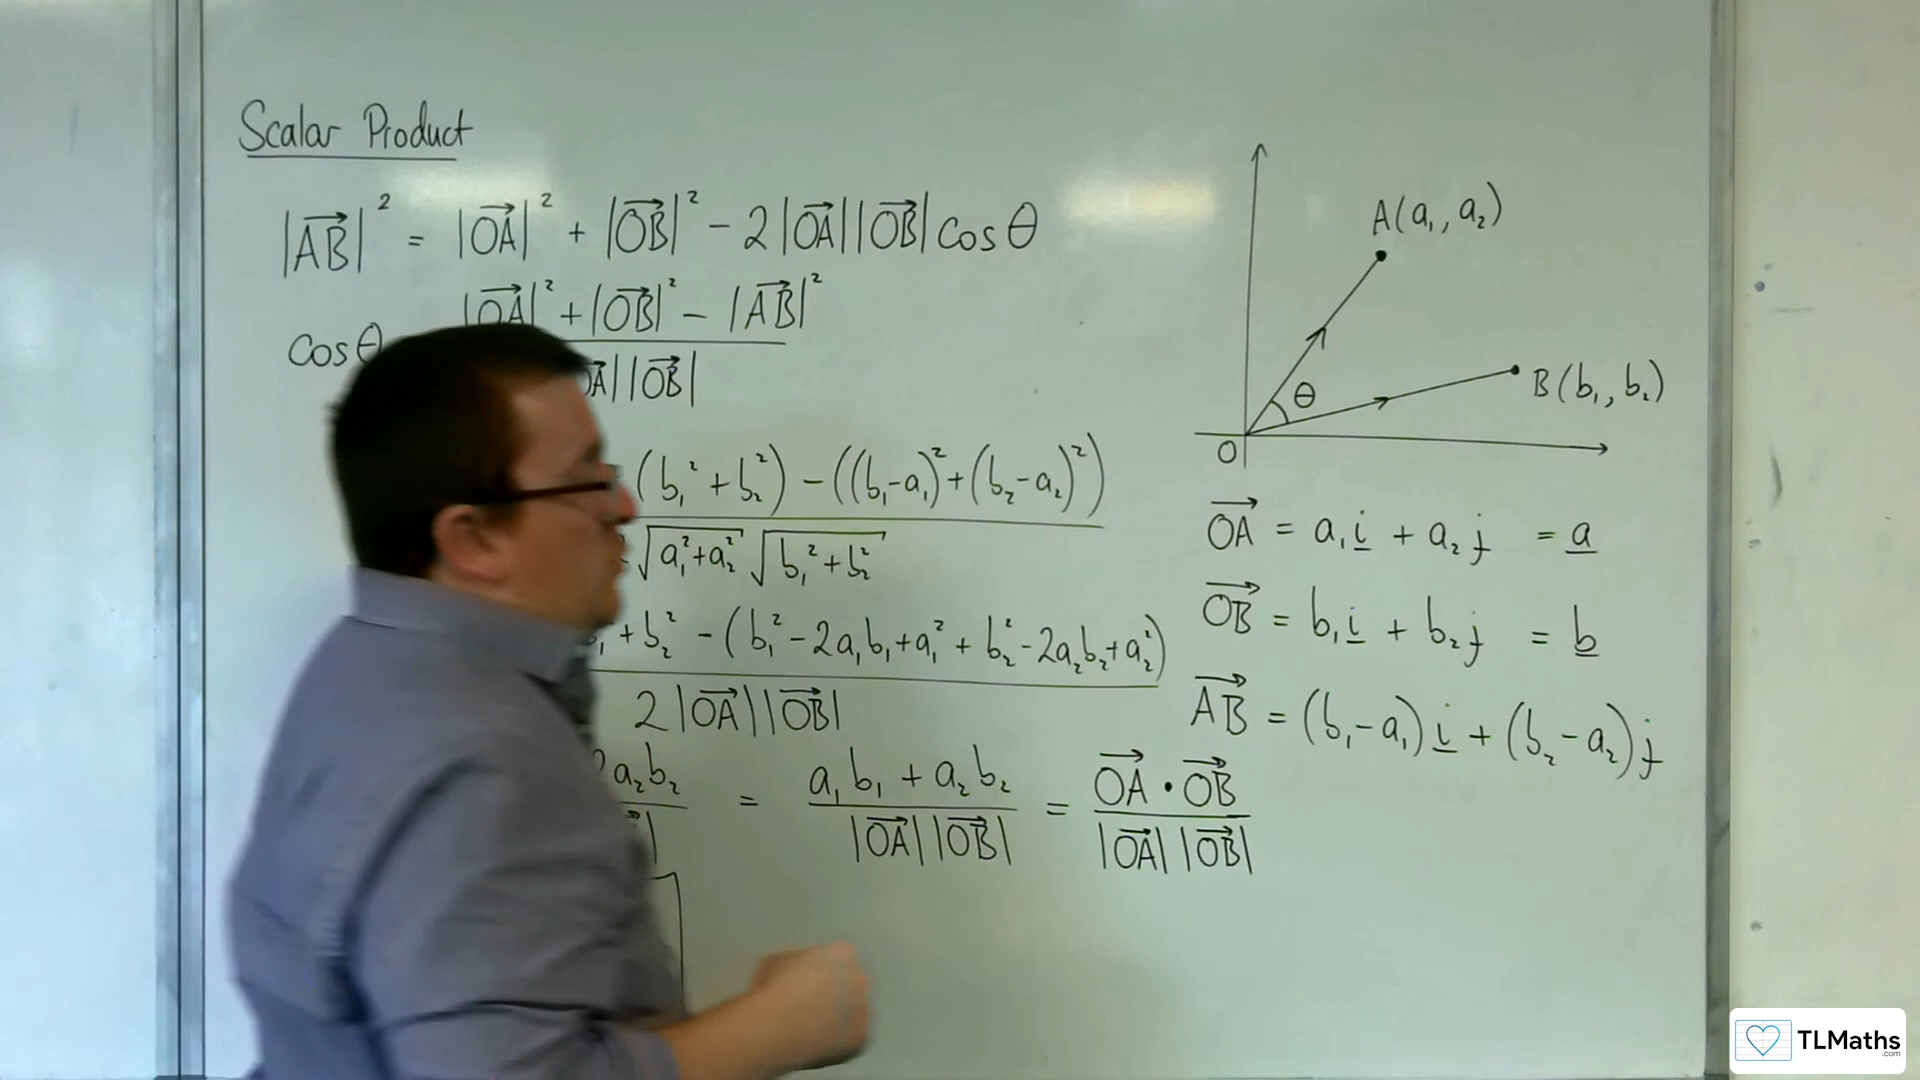 Scalar Product
|AB⃗|² = |OA⃗|² + |OB⃗|² - 2|OA⃗||OB⃗|cos θ
|OA⃗|² + |OB⃗|² - |AB⃗|²
cos θ
OA⃗||OB⃗|
(b₁² + b₂²) - ((b₁-a₁)² + (b₂-a₂)²)
√a₁²+a₂² √b₁²+b₂²
+ b₂² - (b₁² - 2a₁b₁ + a₁² + b₂² - 2a₂b₂ + a₂²)
2|OA⃗||OB⃗|
a₂b₂ = a₁b₁ + a₂b₂ = OA⃗ · OB⃗
|OA⃗||OB⃗| |OA⃗||OB⃗|
A(a₁, a₂)
θ
B(b₁, b₂)
O
OA⃗ = a₁i + a₂j = a
OB⃗ = b₁i + b₂j = b
AB⃗ = (b₁-a₁)i + (b₂-a₂)j
TLMaths
.com